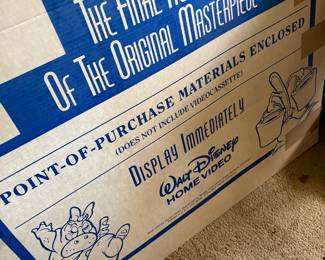 THE FINAL
OF THE ORIGINAL MASTERPIECE
POINT-OF-PURCHASE MATERIALS ENCLOSED
(DOES NOT INCLUDE VIDEOCASSETTE)
DISPLAY IMMEDIATELY
WALT DISNEY
HOME VIDEO